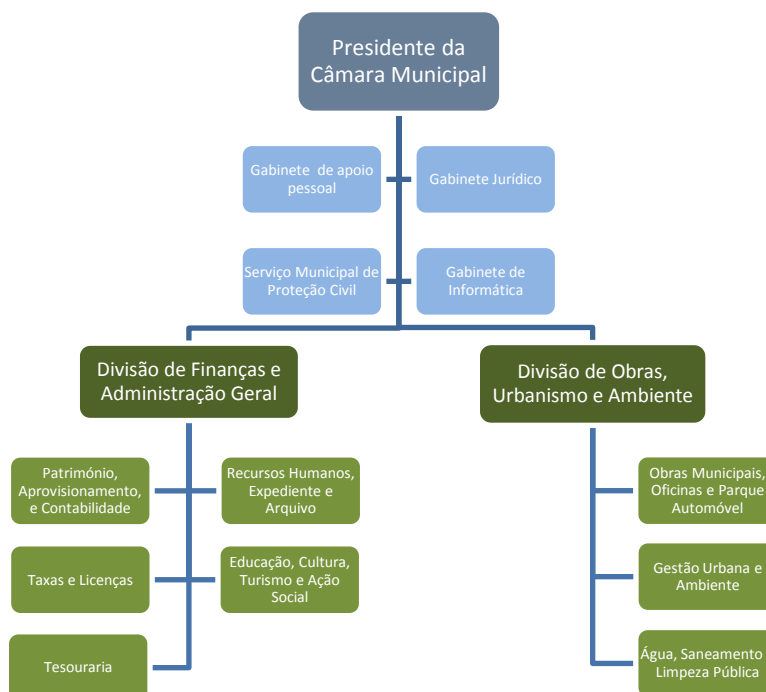 Presidente da
Câmara Municipal
Gabinete de apoio
pessoal
Gabinete Jurídico
Serviço Municipal de
Proteção Civil
Gabinete de
Informática
Divisão de Finanças e
Administração Geral
Divisão de Obras,
Urbanismo e Ambiente
Património,
Aprovisionamento,
e Contabilidade
Recursos Humanos,
Expediente e
Arquivo
Obras Municipais,
Oficinas e Parque
Automóvel
Taxas e Licenças
Educação, Cultura,
Turismo e Ação
Social
Gestão Urbana e
Ambiente
Tesouraria
Água, Saneamento
Limpeza Pública